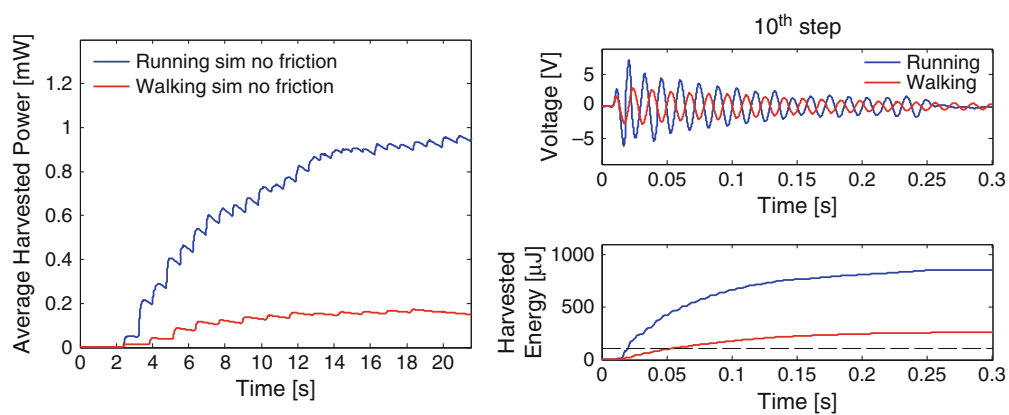 Average Harvested Power [mW]
1.2
1
0.8
0.6
0.4
0.2
0
Running sim no friction
Walking sim no friction
0 2 4 6 8 10 12 14 16 18 20
Time [s]
10th step
Voltage [V]
5
0
−5
Running
Walking
0 0.05 0.1 0.15 0.2 0.25 0.3
Time [s]
Harvested
Energy [µJ]
1000
500
0
0 0.05 0.1 0.15 0.2 0.25 0.3
Time [s]